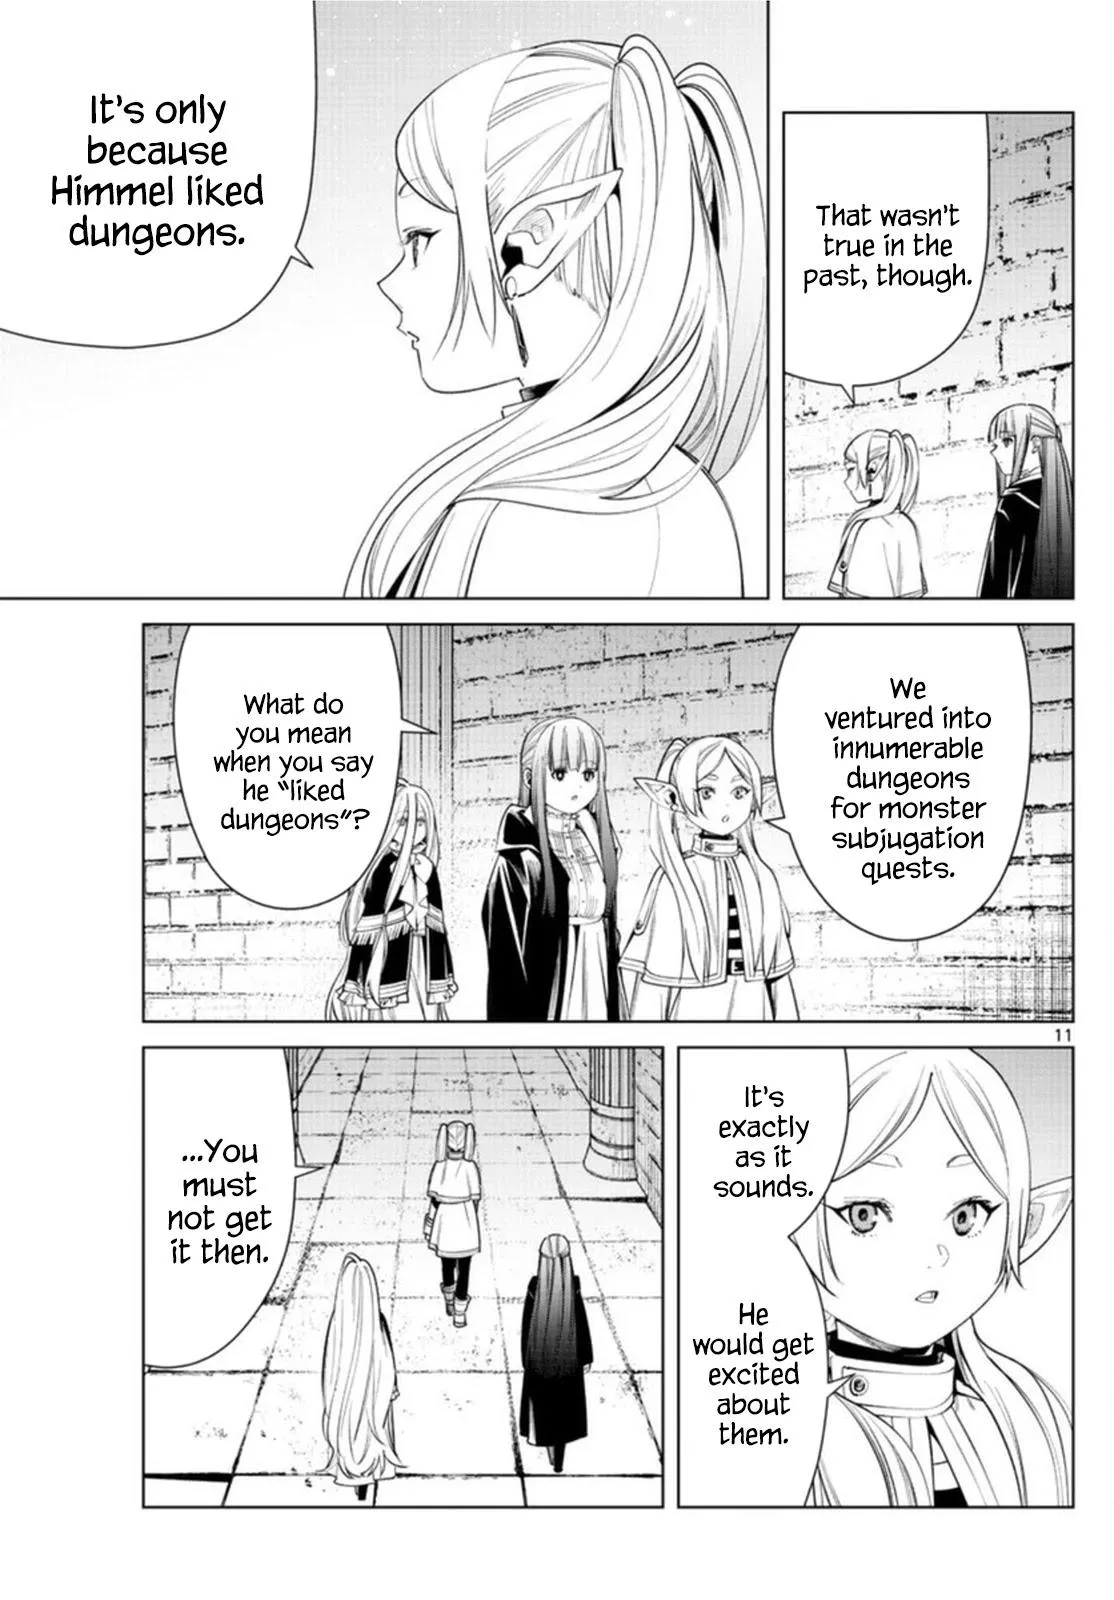 That wasn't
true in the
past, though.
It's only
because
Himmel liked
dungeons.
We
ventured into
innumerable
dungeons
for monster
subjugation
quests.
What do
you mean
when you say
he "liked
dungeons"?
11
It's
exactly
as it
sounds.
He
would get
excited
about
them.
...You
must
not get
it then.